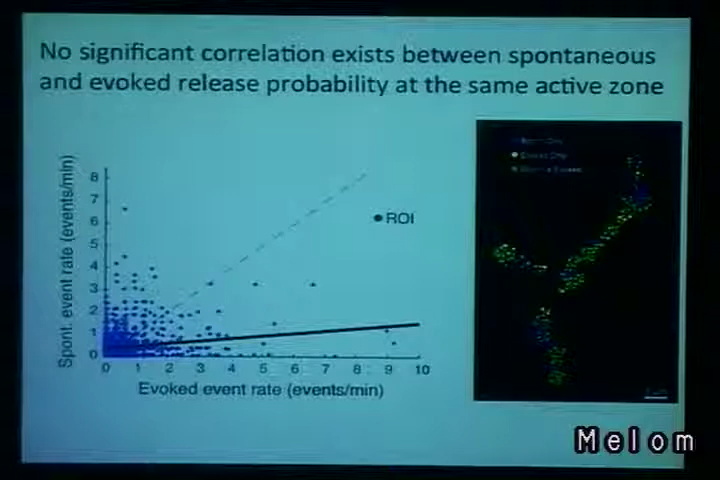 No significant correlation exists between spontaneous
and evoked release probability at the same active zone
Spont. event rate (events/min)
8
7
6
5
4
3
2
1
0
ROI
0 1 2 3 4 5 6 7 8 9 10
Evoked event rate (events/min)
Melom